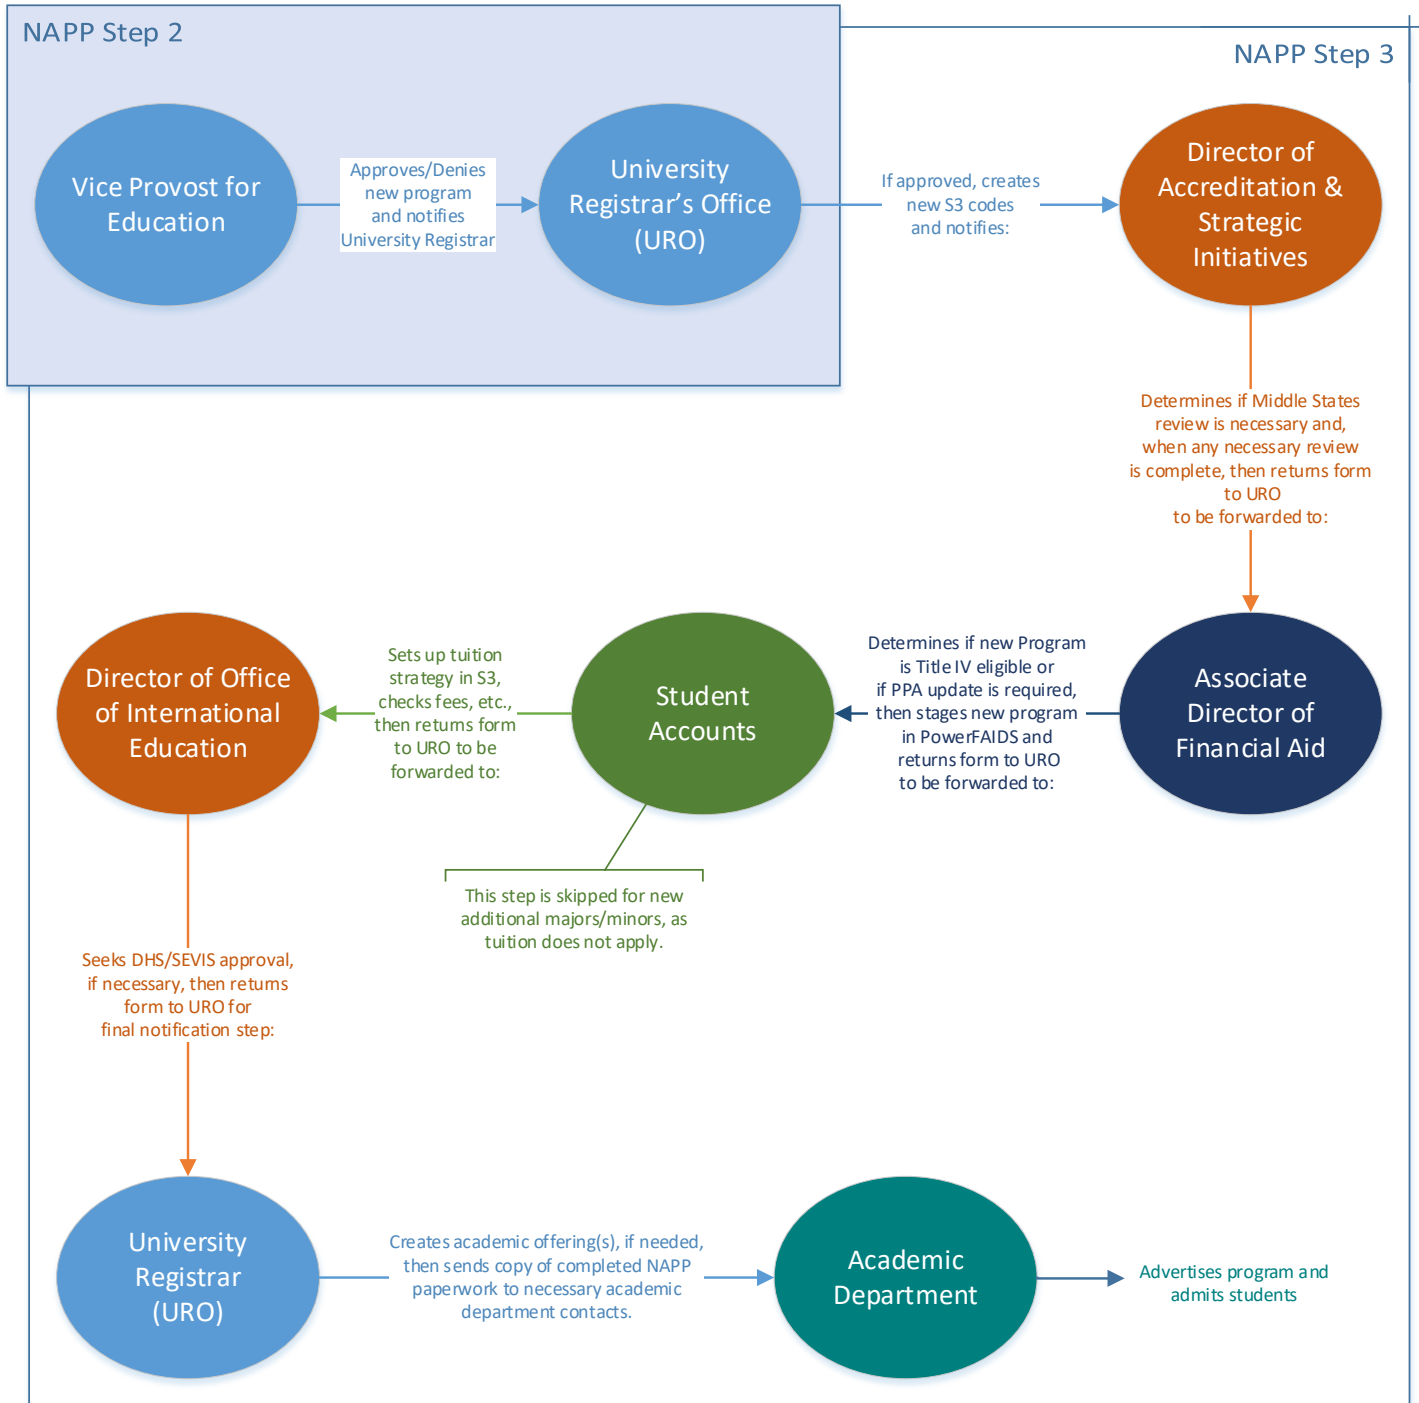 NAPP Step 2
NAPP Step 3
Vice Provost for
Education
Approves/Denies
new program
and notifies
University Registrar
University
Registrar's Office
(URO)
If approved, creates
new S3 codes
and notifies:
Director of
Accreditation &
Strategic
Initiatives
Determines if Middle States
review is necessary and,
when any necessary review
is complete, then returns form
to URO
to be forwarded to:
Associate
Director of
Financial Aid
Determines if new Program
is Title IV eligible or
if PPA update is required,
then stages new program
in PowerFAIDS and
returns form to URO
to be forwarded to:
Student
Accounts
This step is skipped for new
additional majors/minors, as
tuition does not apply.
Sets up tuition
strategy in S3,
checks fees, etc.,
then returns form
to URO to be
forwarded to:
Director of Office
of International
Education
Seeks DHS/SEVIS approval,
if necessary, then returns
form to URO for
final notification step:
University
Registrar
(URO)
Creates academic offering(s), if needed,
then sends copy of completed NAPP
paperwork to necessary academic
department contacts.
Academic
Department
Advertises program and
admits students